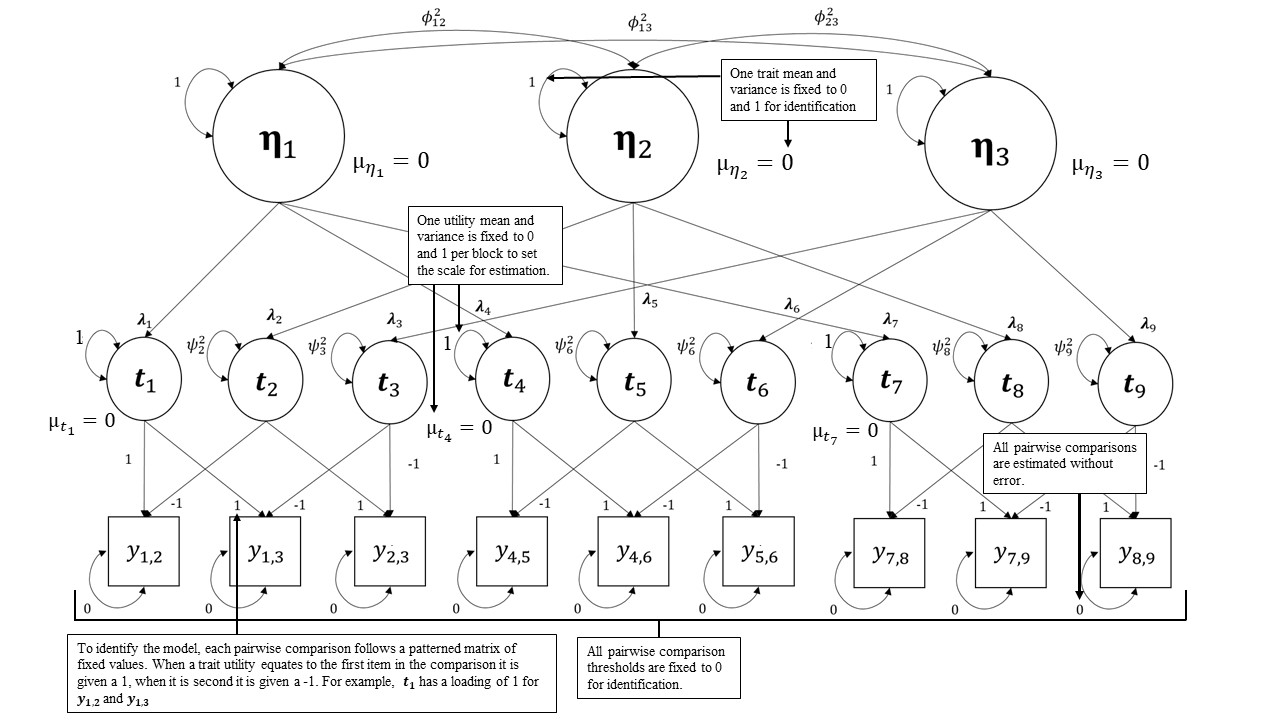 ϕ²₁₂ ϕ²₁₃ ϕ²₂₃
1 1 1
One trait mean and
variance is fixed to 0
and 1 for identification
η₁ η₂ η₃
μ_η₁ = 0 μ_η₂ = 0 μ_η₃ = 0
One utility mean and
variance is fixed to 0
and 1 per block to set
the scale for estimation.
λ₁ λ₂ λ₃ λ₄ λ₅ λ₆ λ₇ λ₈ λ₉
1 ψ²₂ ψ²₃ 1 ψ²₆ ψ²₆ 1 ψ²₈ ψ²₉
t₁ t₂ t₃ t₄ t₅ t₆ t₇ t₈ t₉
μ_t₁ = 0 μ_t₄ = 0 μ_t₇ = 0
All pairwise comparisons
are estimated without
error.
1 -1 1 -1 1 -1
-1 1 -1 1 -1 1 -1 1 -1 1 -1 1
y₁,₂ y₁,₃ y₂,₃ y₄,₅ y₄,₆ y₅,₆ y₇,₈ y₇,₉ y₈,₉
0 0 0 0 0 0 0 0 0
To identify the model, each pairwise comparison follows a patterned matrix of
fixed values. When a trait utility equates to the first item in the comparison it is
given a 1, when it is second it is given a -1. For example, t₁ has a loading of 1 for
y₁,₂ and y₁,₃
All pairwise comparison
thresholds are fixed to 0
for identification.